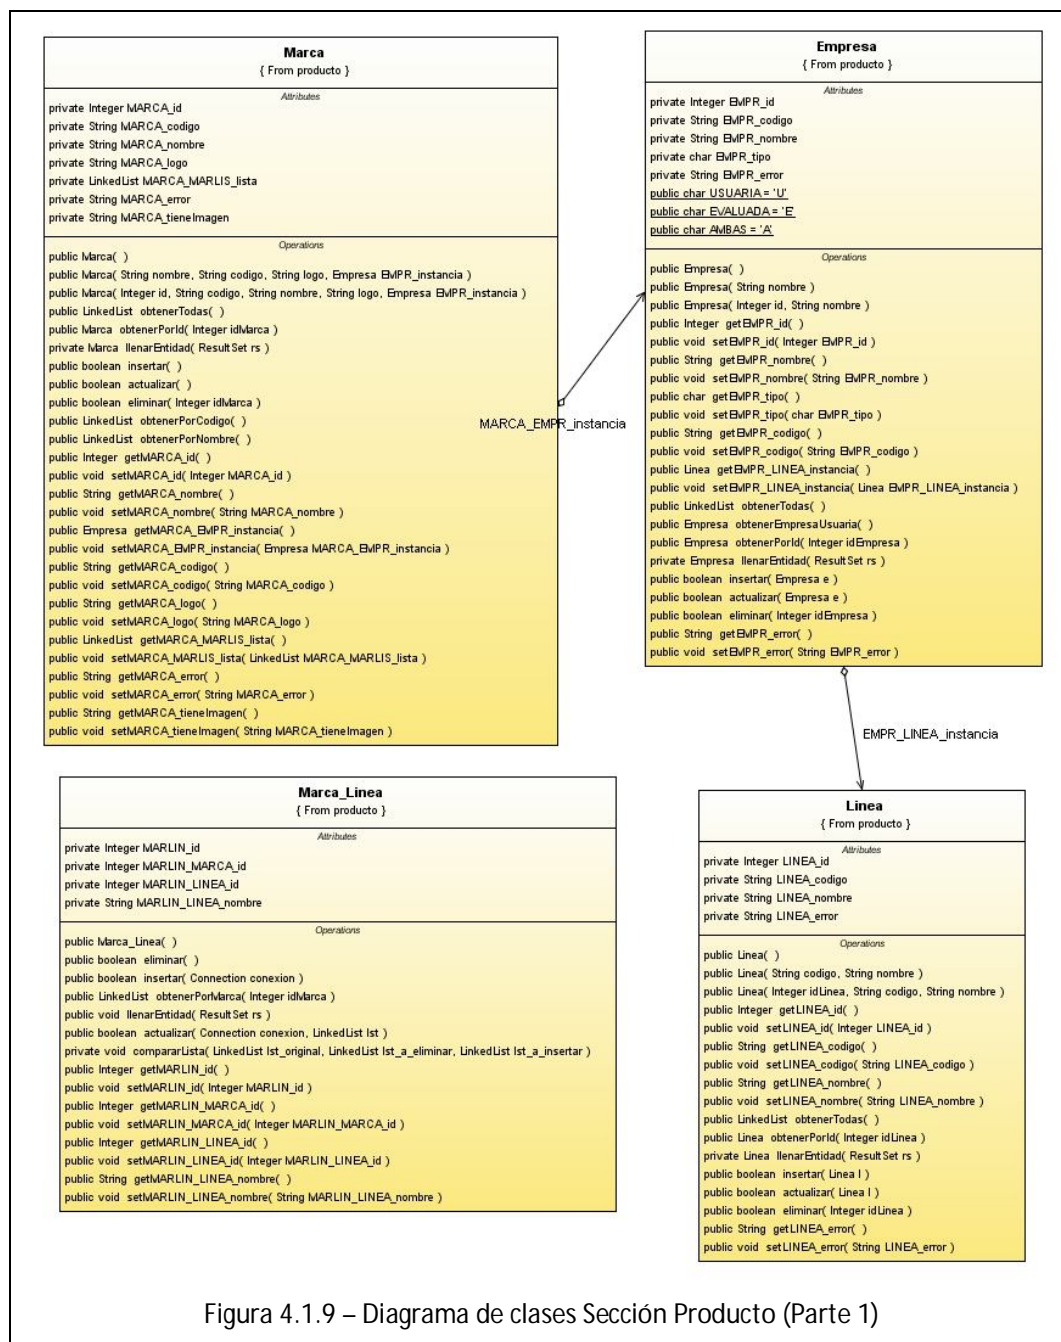 Marca
{ From producto }
Attributes
private Integer MARCA_id
private String MARCA_codigo
private String MARCA_nombre
private String MARCA_logo
private LinkedList MARCA_MARLIS_lista
private String MARCA_error
private String MARCA_tieneImagen
Operations
public Marca( )
public Marca( String nombre, String codigo, String logo, Empresa EMPR_instancia )
public Marca( Integer id, String codigo, String nombre, String logo, Empresa EMPR_instancia )
public LinkedList obtenerTodas( )
public Marca obtenerPorId( Integer idMarca )
private Marca llenarEntidad( ResultSet rs )
public boolean insertar( )
public boolean actualizar( )
public boolean eliminar( Integer idMarca )
public LinkedList obtenerPorCodigo( )
public LinkedList obtenerPorNombre( )
public Integer getMARCA_id( )
public void setMARCA_id( Integer MARCA_id )
public String getMARCA_nombre( )
public void setMARCA_nombre( String MARCA_nombre )
public Empresa getMARCA_EMPR_instancia( )
public void setMARCA_EMPR_instancia( Empresa MARCA_EMPR_instancia )
public String getMARCA_codigo( )
public void setMARCA_codigo( String MARCA_codigo )
public String getMARCA_logo( )
public void setMARCA_logo( String MARCA_logo )
public LinkedList getMARCA_MARLIS_lista( )
public void setMARCA_MARLIS_lista( LinkedList MARCA_MARLIS_lista )
public String getMARCA_error( )
public void setMARCA_error( String MARCA_error )
public String getMARCA_tieneImagen( )
public void setMARCA_tieneImagen( String MARCA_tieneImagen )
MARCA_EMPR_instancia
Empresa
{ From producto }
Attributes
private Integer EMPR_id
private String EMPR_codigo
private String EMPR_nombre
private char EMPR_tipo
private String EMPR_error
public char USUARIA = 'U'
public char EVALUADA = 'E'
public char AMBAS = 'A'
Operations
public Empresa( )
public Empresa( String nombre )
public Empresa( Integer id, String nombre )
public Integer getEMPR_id( )
public void setEMPR_id( Integer EMPR_id )
public String getEMPR_nombre( )
public void setEMPR_nombre( String EMPR_nombre )
public char getEMPR_tipo( )
public void setEMPR_tipo( char EMPR_tipo )
public String getEMPR_codigo( )
public void setEMPR_codigo( String EMPR_codigo )
public Linea getEMPR_LINEA_instancia( )
public void setEMPR_LINEA_instancia( Linea EMPR_LINEA_instancia )
public LinkedList obtenerTodas( )
public Empresa obtenerEmpresaUsuaria( )
public Empresa obtenerPorId( Integer idEmpresa )
private Empresa llenarEntidad( ResultSet rs )
public boolean insertar( Empresa e )
public boolean actualizar( Empresa e )
public boolean eliminar( Integer idEmpresa )
public String getEMPR_error( )
public void setEMPR_error( String EMPR_error )
EMPR_LINEA_instancia
Marca_Linea
{ From producto }
Attributes
private Integer MARLIN_id
private Integer MARLIN_MARCA_id
private Integer MARLIN_LINEA_id
private String MARLIN_LINEA_nombre
Operations
public Marca_Linea( )
public boolean eliminar( )
public boolean insertar( Connection conexion )
public LinkedList obtenerPorMarca( Integer idMarca )
public void llenarEntidad( ResultSet rs )
public boolean actualizar( Connection conexion, LinkedList lst )
private void compararLista( LinkedList lst_original, LinkedList lst_a_eliminar, LinkedList lst_a_insertar )
public Integer getMARLIN_id( )
public void setMARLIN_id( Integer MARLIN_id )
public Integer getMARLIN_MARCA_id( )
public void setMARLIN_MARCA_id( Integer MARLIN_MARCA_id )
public Integer getMARLIN_LINEA_id( )
public void setMARLIN_LINEA_id( Integer MARLIN_LINEA_id )
public String getMARLIN_LINEA_nombre( )
public void setMARLIN_LINEA_nombre( String MARLIN_LINEA_nombre )
Linea
{ From producto }
Attributes
private Integer LINEA_id
private String LINEA_codigo
private String LINEA_nombre
private String LINEA_error
Operations
public Linea( )
public Linea( String codigo, String nombre )
public Linea( Integer idLinea, String codigo, String nombre )
public Integer getLINEA_id( )
public void setLINEA_id( Integer LINEA_id )
public String getLINEA_codigo( )
public void setLINEA_codigo( String LINEA_codigo )
public String getLINEA_nombre( )
public void setLINEA_nombre( String LINEA_nombre )
public LinkedList obtenerTodas( )
public Linea obtenerPorId( Integer idLinea )
private Linea llenarEntidad( ResultSet rs )
public boolean insertar( Linea l )
public boolean actualizar( Linea l )
public boolean eliminar( Integer idLinea )
public String getLINEA_error( )
public void setLINEA_error( String LINEA_error )
Figura 4.1.9 – Diagrama de clases Sección Producto (Parte 1)